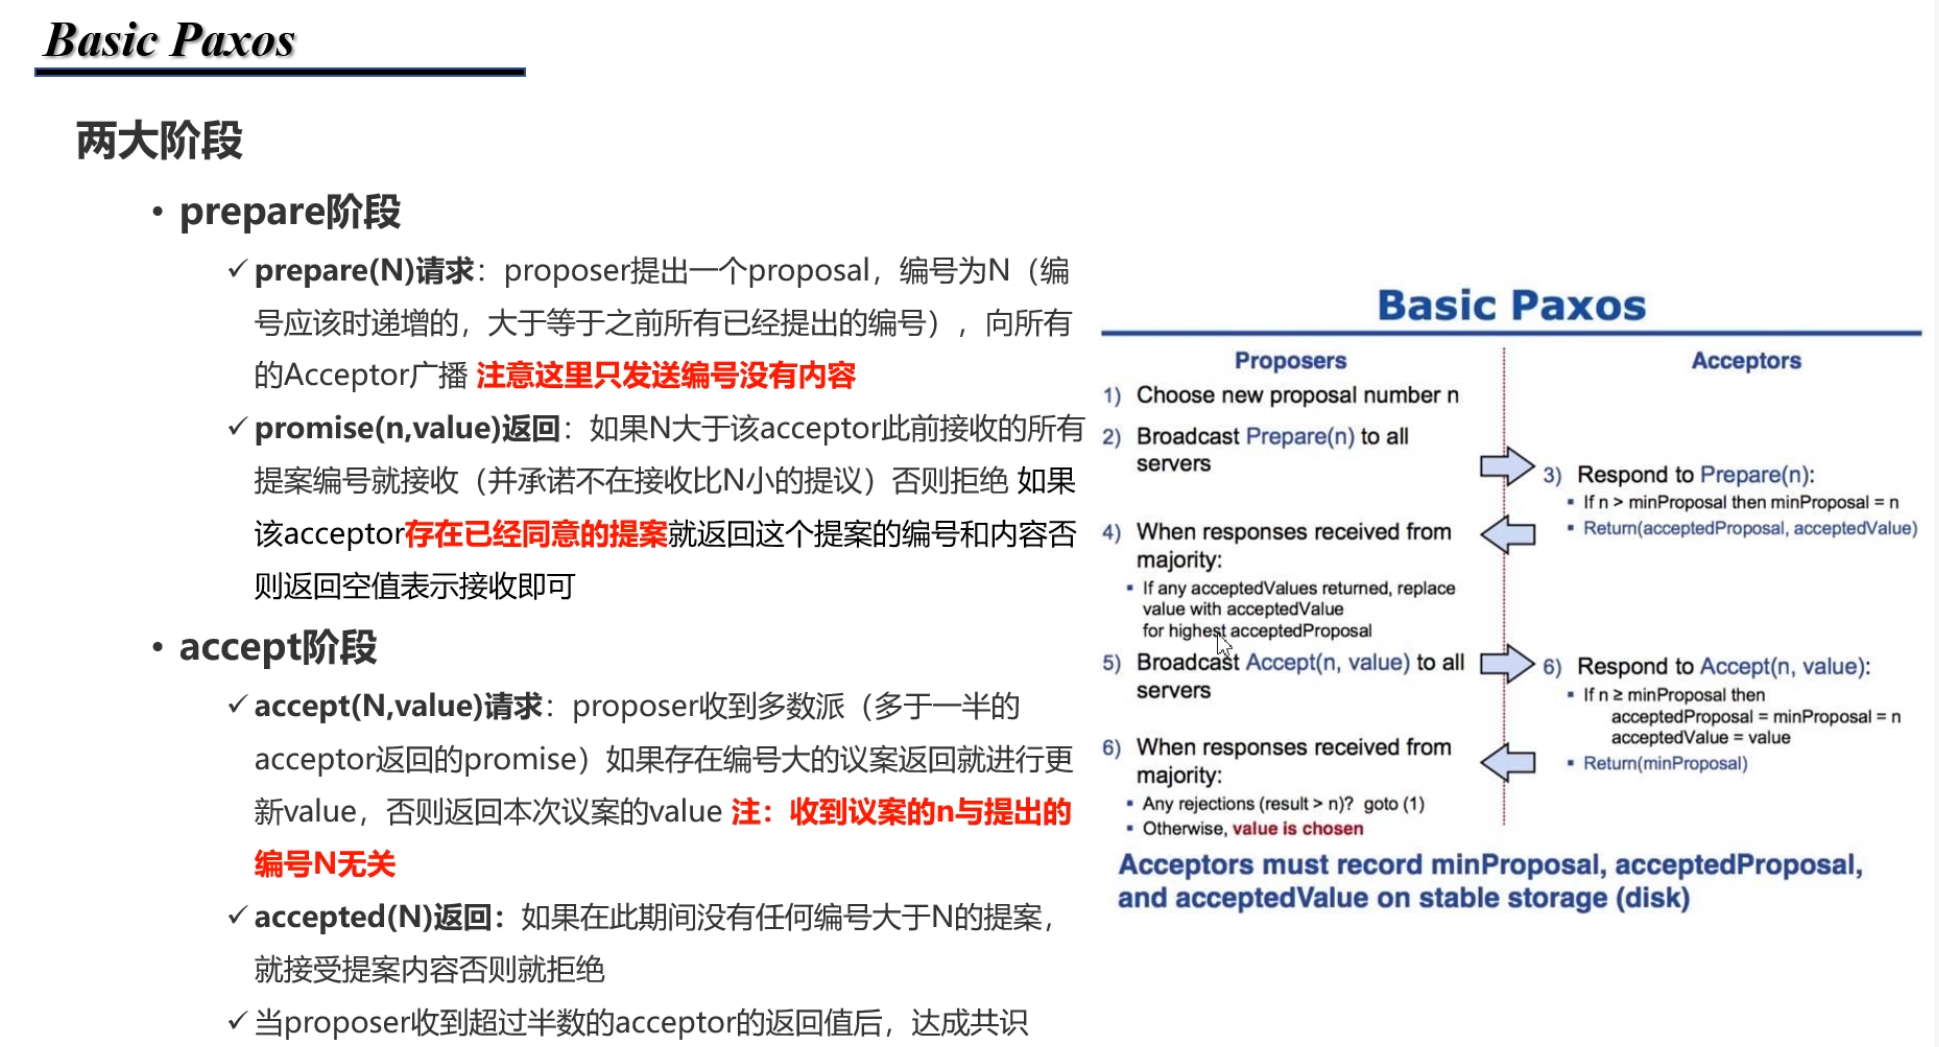 Basic Paxos
两大阶段
• prepare阶段
✓ prepare(N)请求：proposer提出一个proposal，编号为N（编
号应该时递增的，大于等于之前所有已经提出的编号），向所有
的Acceptor广播 注意这里只发送编号没有内容
✓ promise(n,value)返回：如果N大于该acceptor此前接收的所有
提案编号就接收（并承诺不在接收比N小的提议）否则拒绝 如果
该acceptor存在已经同意的提案就返回这个提案的编号和内容否
则返回空值表示接收即可
• accept阶段
✓ accept(N,value)请求：proposer收到多数派（多于一半的
acceptor返回的promise）如果存在编号大的议案返回就进行更
新value，否则返回本次议案的value 注：收到议案的n与提出的
编号N无关
✓ accepted(N)返回：如果在此期间没有任何编号大于N的提案，
就接受提案内容否则就拒绝
✓ 当proposer收到超过半数的acceptor的返回值后，达成共识
Basic Paxos
Proposers
1) Choose new proposal number n
2) Broadcast Prepare(n) to all
servers
4) When responses received from
majority:
▪ If any acceptedValues returned, replace
value with acceptedValue
for highest acceptedProposal
5) Broadcast Accept(n, value) to all
servers
6) When responses received from
majority:
▪ Any rejections (result > n)? goto (1)
▪ Otherwise, value is chosen
Acceptors
3) Respond to Prepare(n):
▪ If n > minProposal then minProposal = n
▪ Return(acceptedProposal, acceptedValue)
6) Respond to Accept(n, value):
▪ If n ≥ minProposal then
acceptedProposal = minProposal = n
acceptedValue = value
▪ Return(minProposal)
Acceptors must record minProposal, acceptedProposal,
and acceptedValue on stable storage (disk)